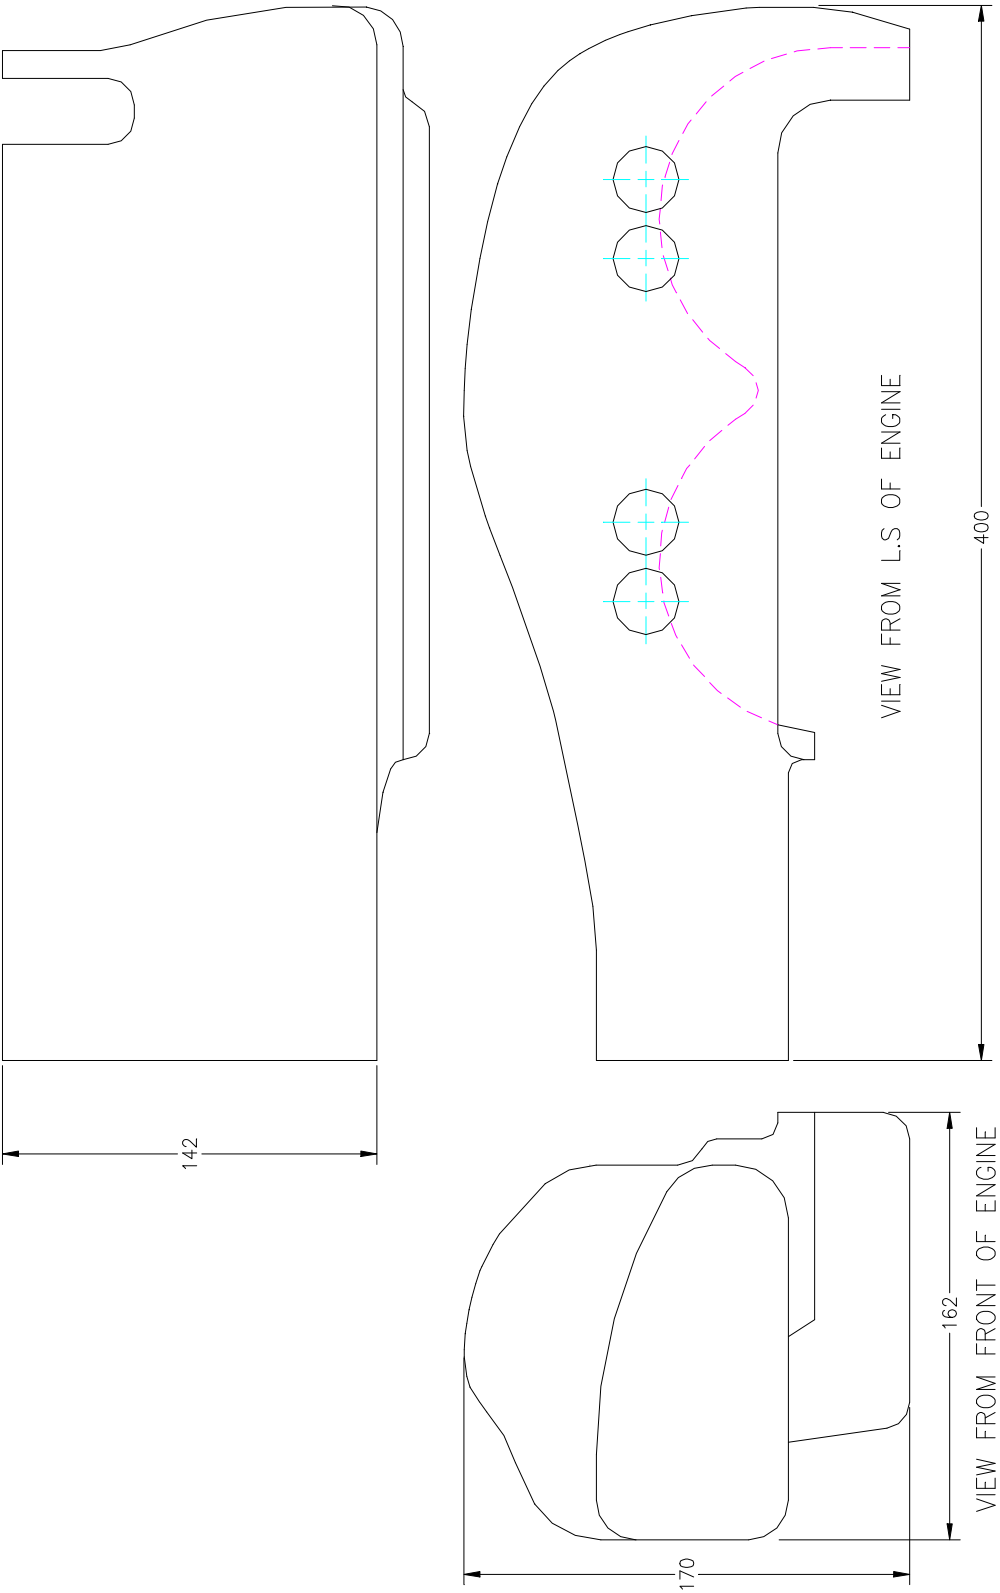 142
VIEW FROM L.S OF ENGINE
400
162
VIEW FROM FRONT OF ENGINE
170